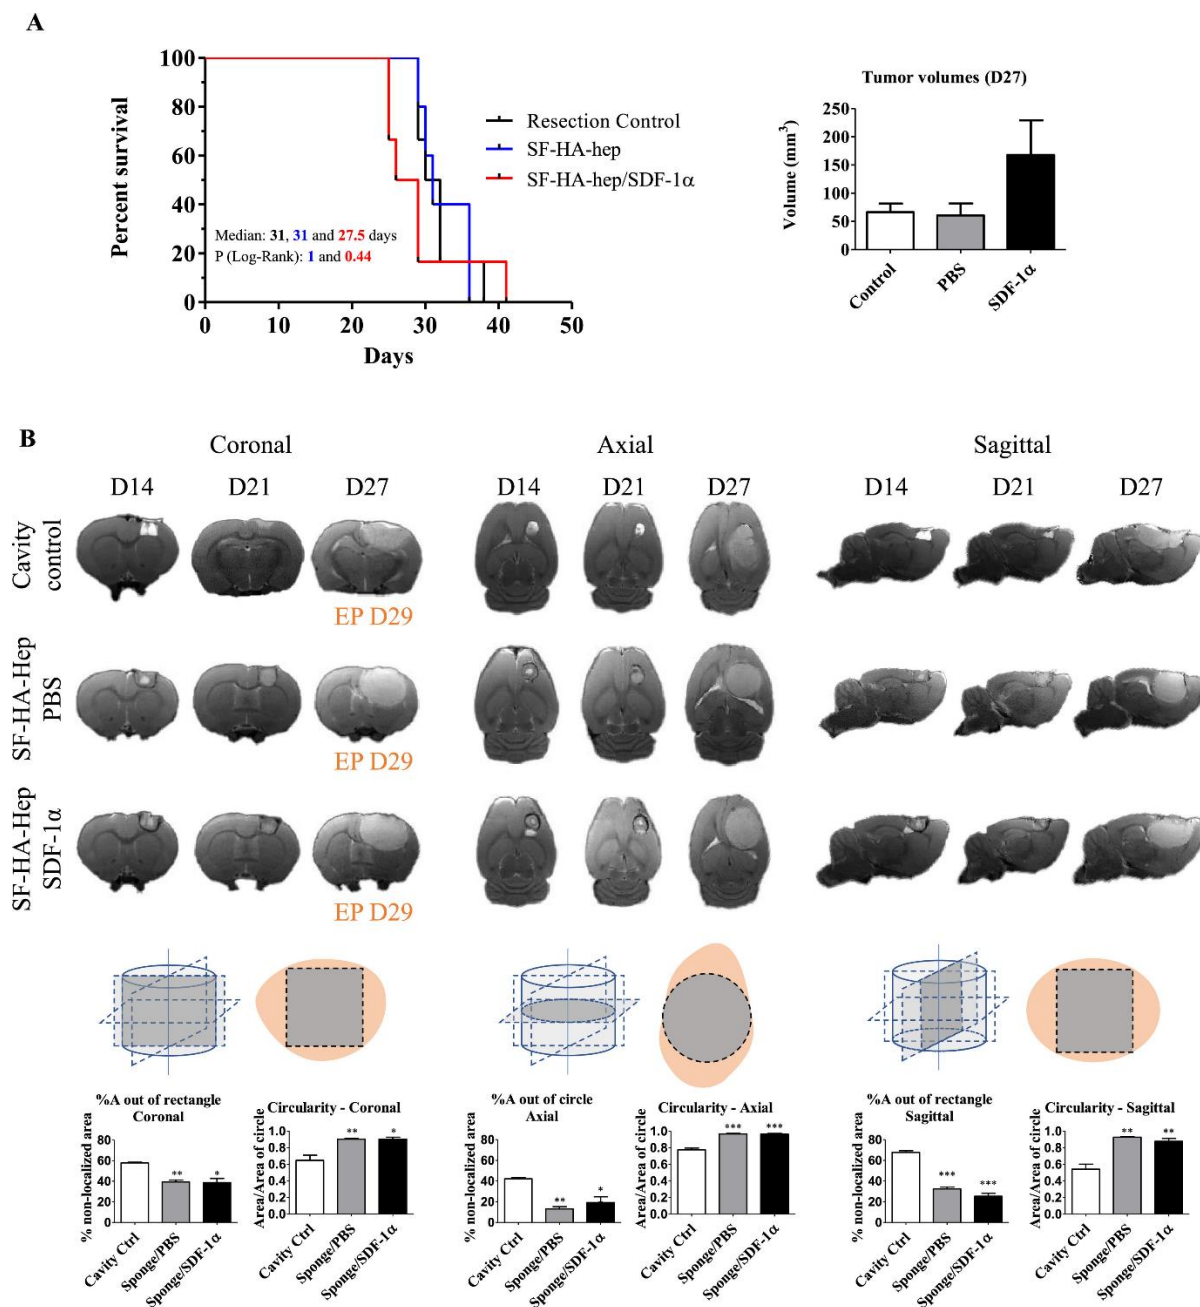 A
100
80
60
40
20
0
Percent survival
0 10 20 30 40 50
Days
Resection Control
SF-HA-hep
SF-HA-hep/SDF-1α
Median: 31, 31 and 27.5 days
P (Log-Rank): 1 and 0.44
Tumor volumes (D27)
Volume (mm³)
250
200
150
100
50
0
Control PBS SDF-1α
B
Coronal Axial Sagittal
D14 D21 D27 D14 D21 D27 D14 D21 D27
Cavity
control
EP D29
SF-HA-Hep
PBS
EP D29
SF-HA-Hep
SDF-1α
EP D29
%A out of rectangle
Coronal
% non-localized area
100
80
60
40
20
0
** *
Cavity Ctrl Sponge/PBS Sponge/SDF-1α
Circularity - Coronal
Area/Area of circle
1.0
0.8
0.6
0.4
0.2
0.0
** *
Cavity Ctrl Sponge/PBS Sponge/SDF-1α
%A out of circle
Axial
% non-localized area
100
80
60
40
20
0
** *
Cavity Ctrl Sponge/PBS Sponge/SDF-1α
Circularity - Axial
Area/Area of circle
1.0
0.8
0.6
0.4
0.2
0.0
*** ***
Cavity Ctrl Sponge/PBS Sponge/SDF-1α
%A out of rectangle
Sagittal
% non-localized area
100
80
60
40
20
0
*** ***
Cavity Ctrl Sponge/PBS Sponge/SDF-1α
Circularity - Sagittal
Area/Area of circle
1.0
0.8
0.6
0.4
0.2
0.0
** **
Cavity Ctrl Sponge/PBS Sponge/SDF-1α